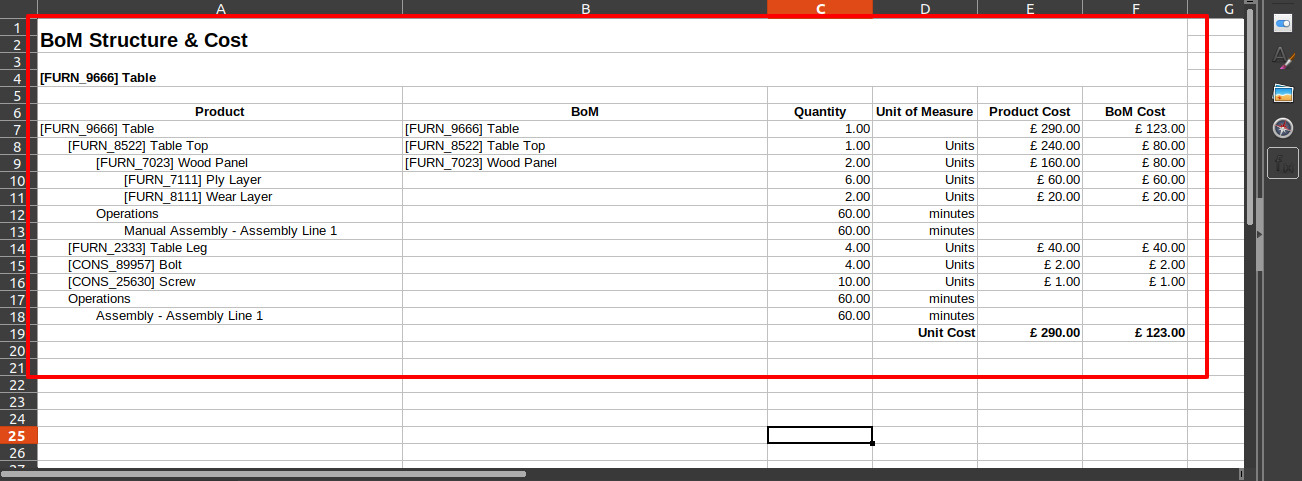 A B C D E F G
1
2 BoM Structure & Cost
3
4 [FURN_9666] Table
5
6 Product BoM Quantity Unit of Measure Product Cost BoM Cost
7 [FURN_9666] Table [FURN_9666] Table 1.00 £ 290.00 £ 123.00
8 [FURN_8522] Table Top [FURN_8522] Table Top 1.00 Units £ 240.00 £ 80.00
9 [FURN_7023] Wood Panel [FURN_7023] Wood Panel 2.00 Units £ 160.00 £ 80.00
10 [FURN_7111] Ply Layer 6.00 Units £ 60.00 £ 60.00
11 [FURN_8111] Wear Layer 2.00 Units £ 20.00 £ 20.00
12 Operations 60.00 minutes
13 Manual Assembly - Assembly Line 1 60.00 minutes
14 [FURN_2333] Table Leg 4.00 Units £ 40.00 £ 40.00
15 [CONS_89957] Bolt 4.00 Units £ 2.00 £ 2.00
16 [CONS_25630] Screw 10.00 Units £ 1.00 £ 1.00
17 Operations 60.00 minutes
18 Assembly - Assembly Line 1 60.00 minutes
19 Unit Cost £ 290.00 £ 123.00
20
21
22
23
24
25
26
27